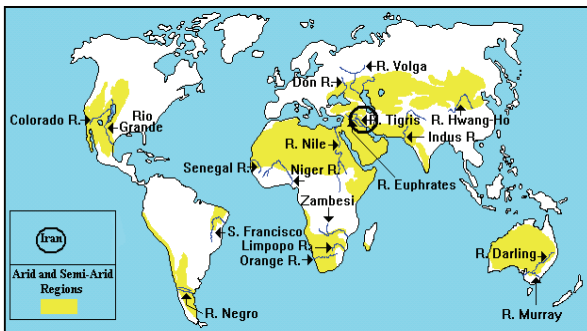 R. Volga
Don R.
Colorado R.
Rio
Grande
R. Tigris
R. Hwang-Ho
R. Nile
Indus R.
Senegal R.
Niger R.
R. Euphrates
Zambesi
S. Francisco
Limpopo R.
Orange R.
R. Darling
R. Negro
R. Murray
Iran
Arid and Semi-Arid
Regions